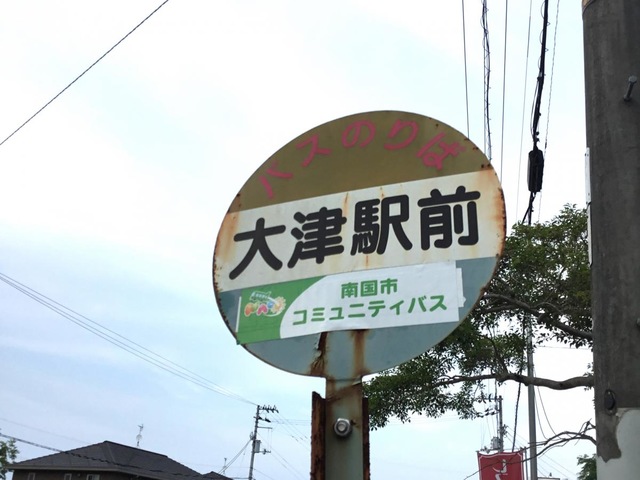 バスのりば
大津駅前
南国市
コミュニティバス